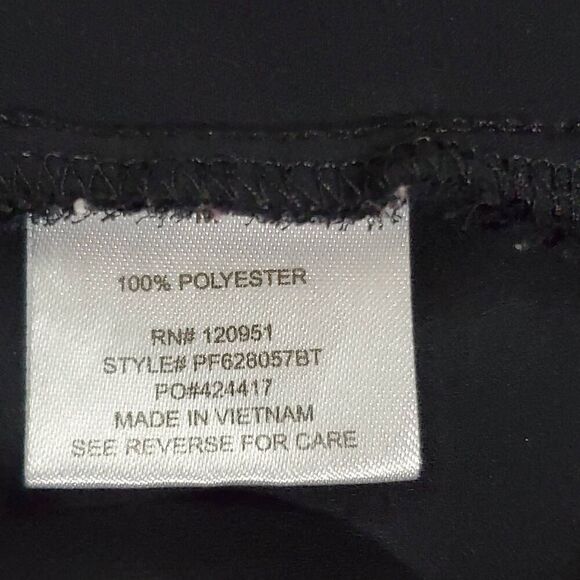 100% POLYESTER
RN# 120951
STYLE# PF628057BT
PO#424417
MADE IN VIETNAM
SEE REVERSE FOR CARE